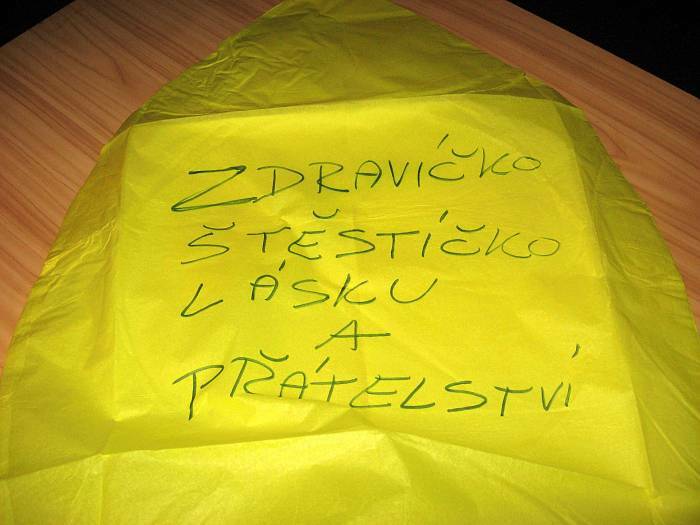 ZDRAVÍČKO
ŠTĚSTÍČKO
LÁSKU
A
PŘÁTELSTVÍ